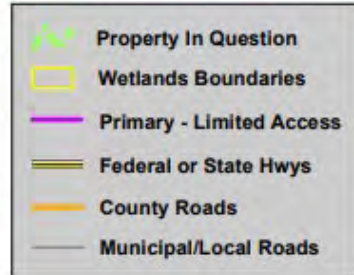 Property In Question
Wetlands Boundaries
Primary - Limited Access
Federal or State Hwys
County Roads
Municipal/Local Roads